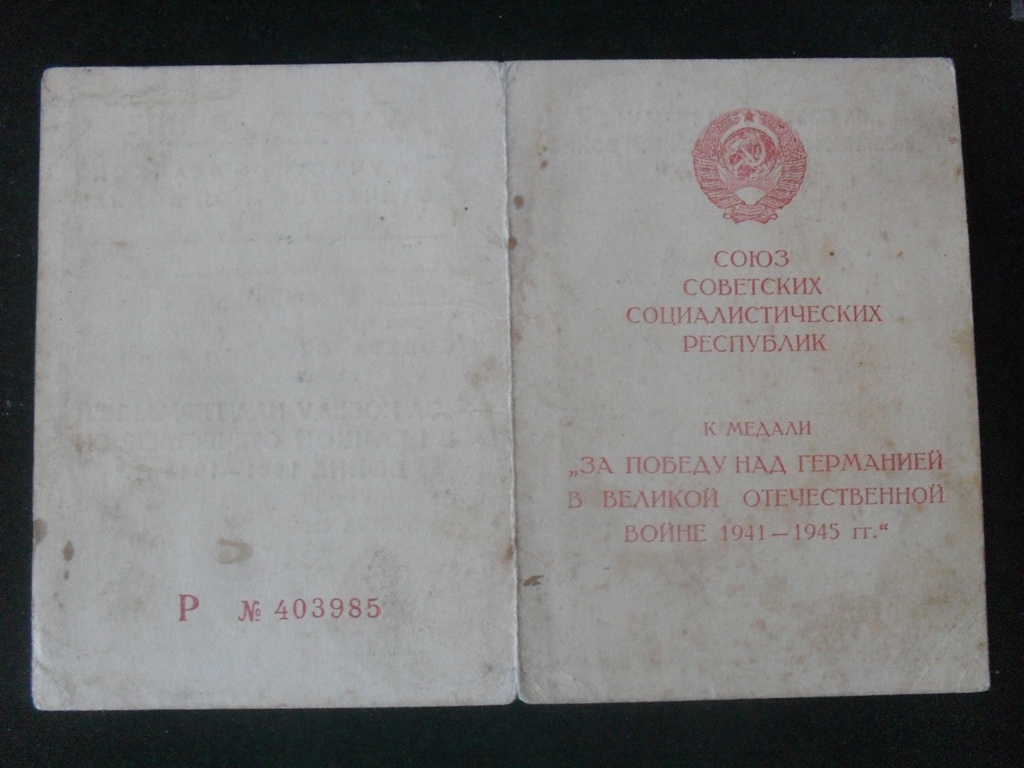 Р № 403985
СОЮЗ
СОВЕТСКИХ
СОЦИАЛИСТИЧЕСКИХ
РЕСПУБЛИК
К МЕДАЛИ
„ЗА ПОБЕДУ НАД ГЕРМАНИЕЙ
В ВЕЛИКОЙ ОТЕЧЕСТВЕННОЙ
ВОЙНЕ 1941—1945 гг.“